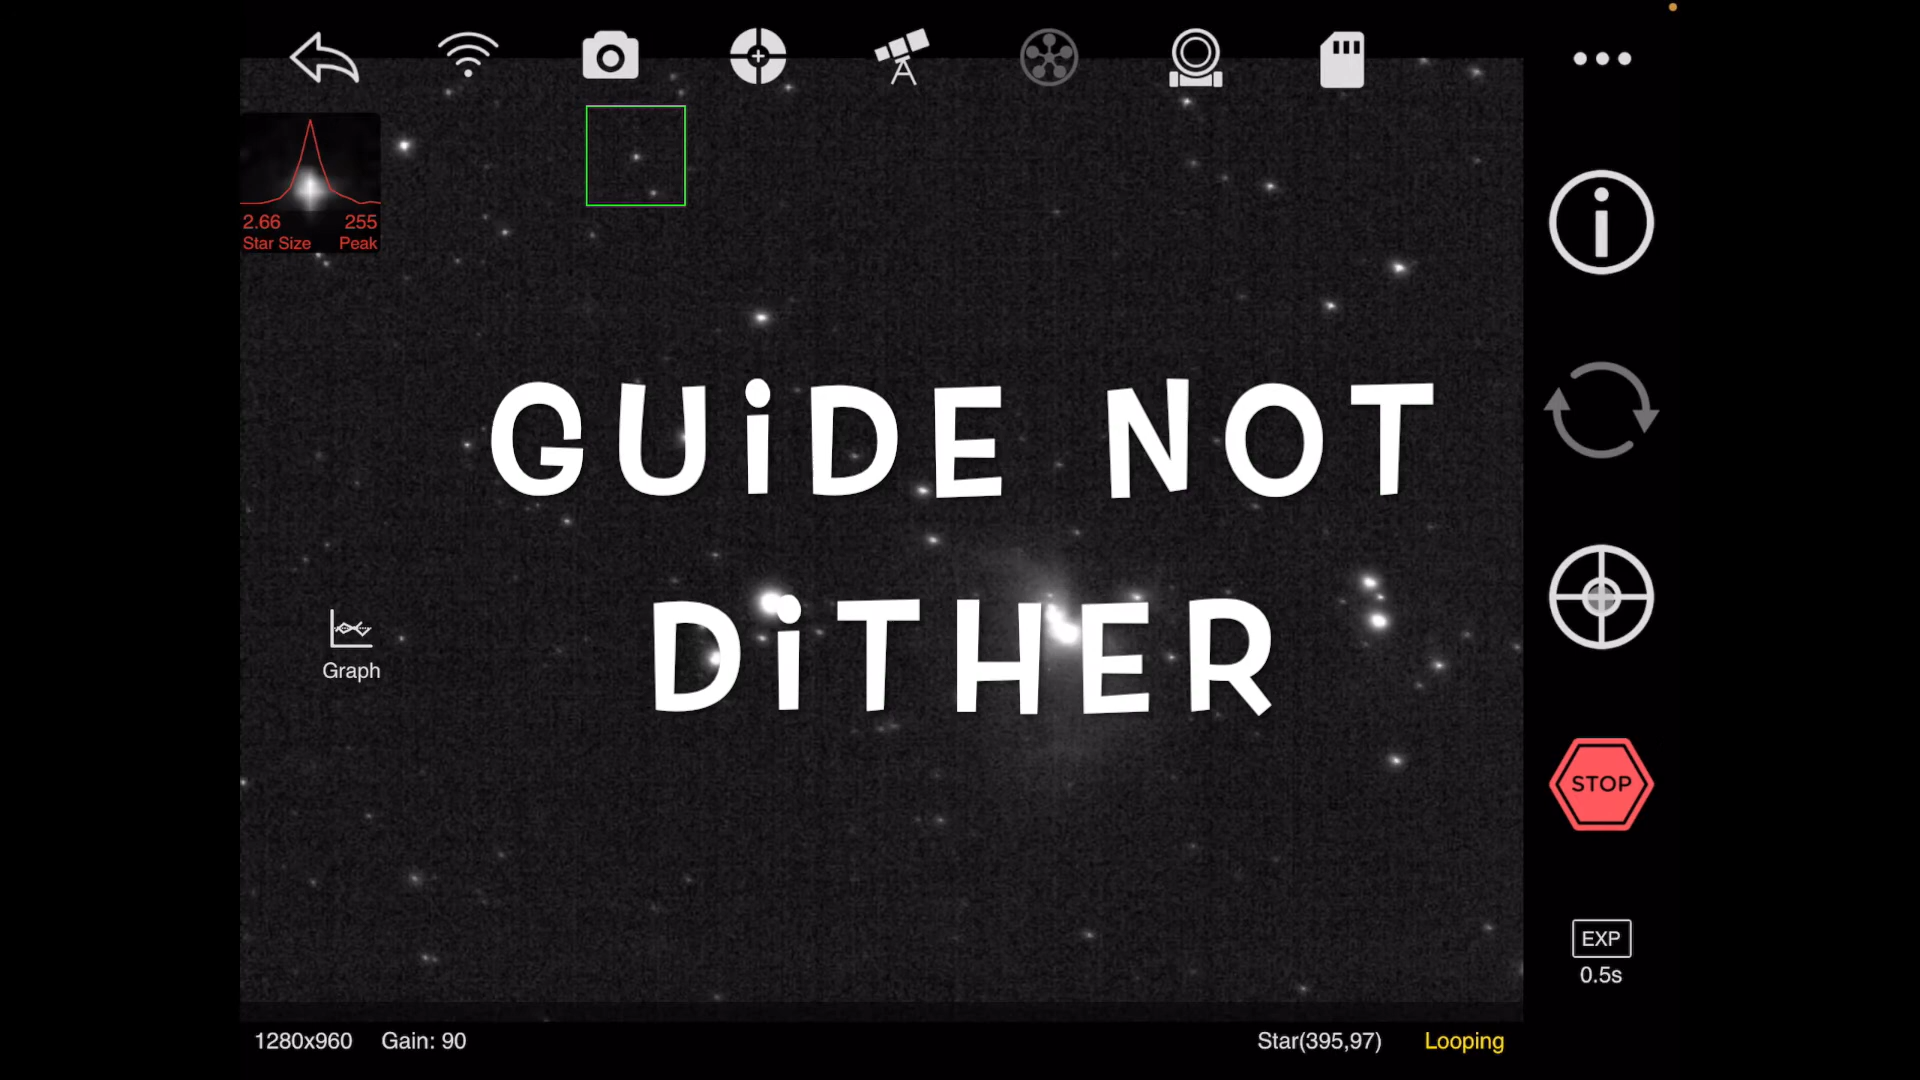 2.66 255
Star Size Peak
GUiDE NOT
DiTHER
Graph
STOP
EXP
0.5s
1280x960 Gain: 90 Star(395,97) Looping